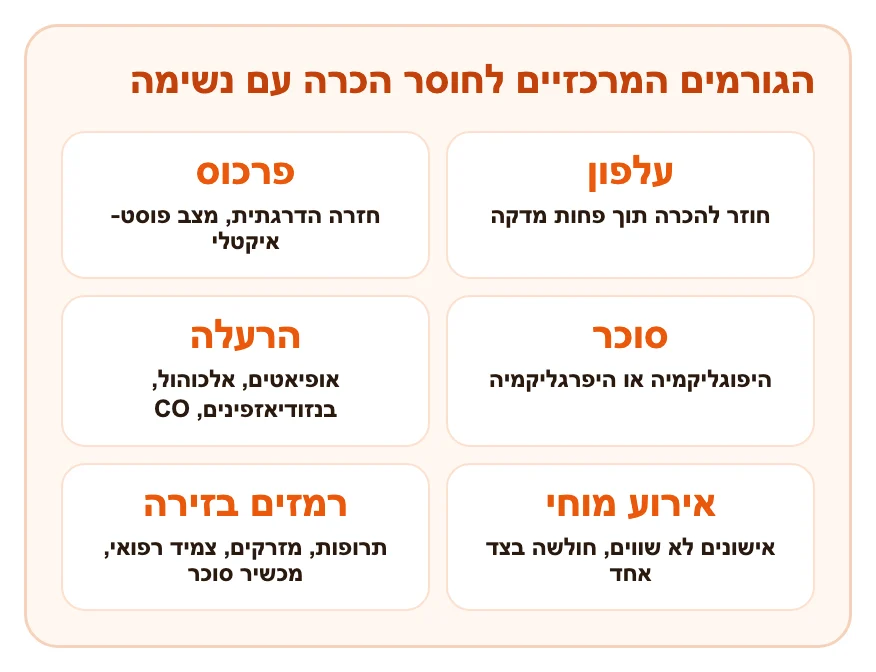 הגורמים המרכזיים לחוסר הכרה עם נשימה
עלפון
חוזר להכרה תוך פחות מדקה
פרכוס
חזרה הדרגתית, מצב פוסט-
איקטלי
סוכר
היפוגליקמיה או היפרגליקמיה
הרעלה
אופיאטים, אלכוהול,
בנזודיאזפינים, CO
אירוע מוחי
אישונים לא שווים, חולשה בצד
אחד
רמזים בזירה
תרופות, מזרקים, צמיד רפואי,
מכשיר סוכר